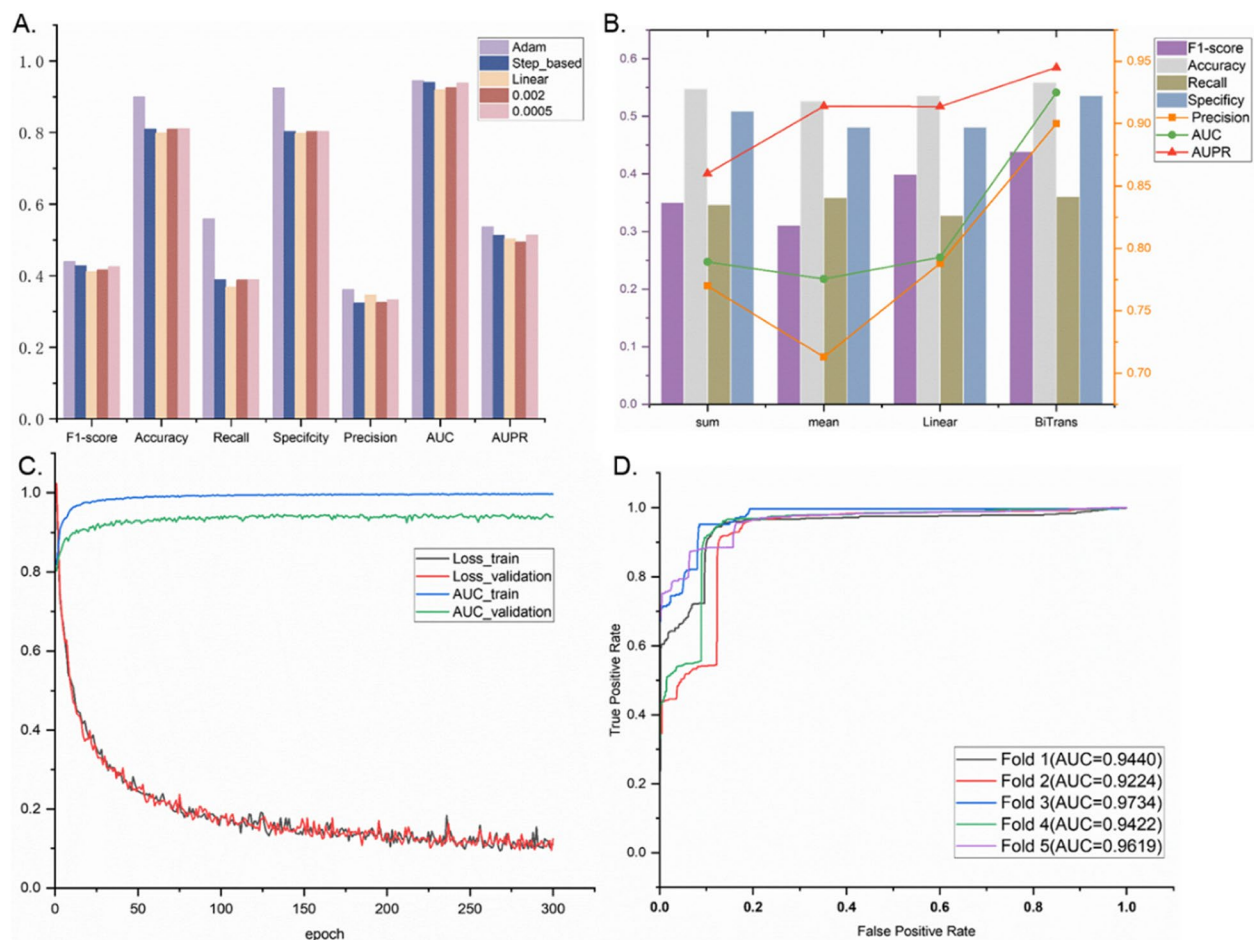 A.
1.0
0.8
0.6
0.4
0.2
0.0
Adam
Step_based
Linear
0.002
0.0005
F1-score Accuracy Recall Specifcity Precision AUC AUPR
B.
0.6
0.5
0.4
0.3
0.2
0.1
0.0
0.95
0.90
0.85
0.80
0.75
0.70
F1-score
Accuracy
Recall
Specificy
Precision
AUC
AUPR
sum mean Linear BiTrans
C.
1.0
0.8
0.6
0.4
0.2
0.0
Loss_train
Loss_validation
AUC_train
AUC_validation
0 50 100 150 200 250 300
epoch
D.
True Positive Rate
1.0
0.8
0.6
0.4
0.2
0.0
Fold 1(AUC=0.9440)
Fold 2(AUC=0.9224)
Fold 3(AUC=0.9734)
Fold 4(AUC=0.9422)
Fold 5(AUC=0.9619)
0.0 0.2 0.4 0.6 0.8 1.0
False Positive Rate